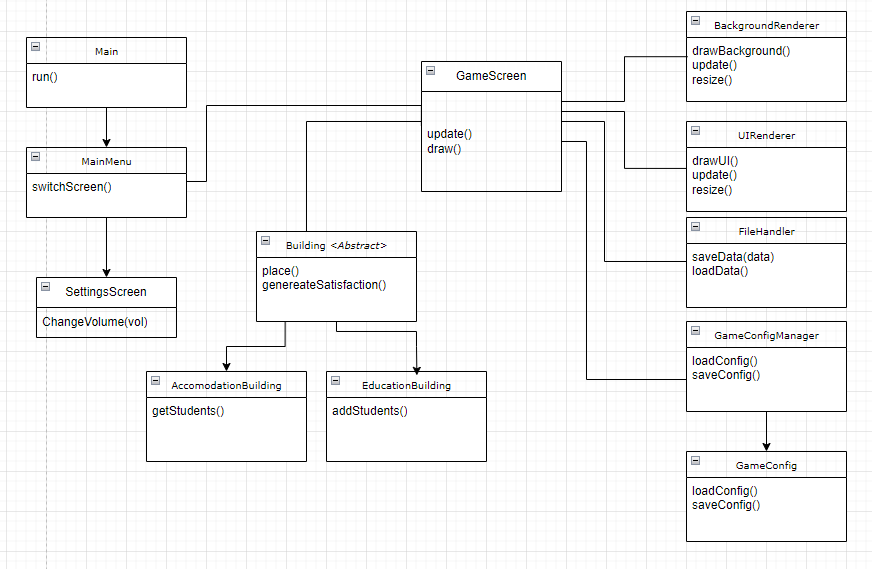 Main
run()
MainMenu
switchScreen()
SettingsScreen
ChangeVolume(vol)
GameScreen
update()
draw()
Building <Abstract>
place()
genereateSatisfaction()
AccomodationBuilding
getStudents()
EducationBuilding
addStudents()
BackgroundRenderer
drawBackground()
update()
resize()
UIRenderer
drawUI()
update()
resize()
FileHandler
saveData(data)
loadData()
GameConfigManager
loadConfig()
saveConfig()
GameConfig
loadConfig()
saveConfig()